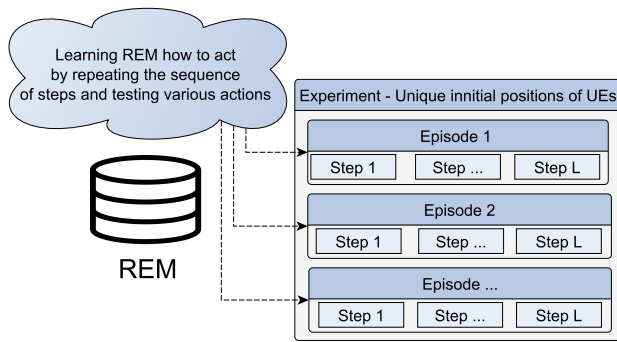 Learning REM how to act
by repeating the sequence
of steps and testing various actions
REM
Experiment - Unique innitial positions of UEs
Episode 1
Step 1 Step ... Step L
Episode 2
Step 1 Step ... Step L
Episode ...
Step 1 Step ... Step L